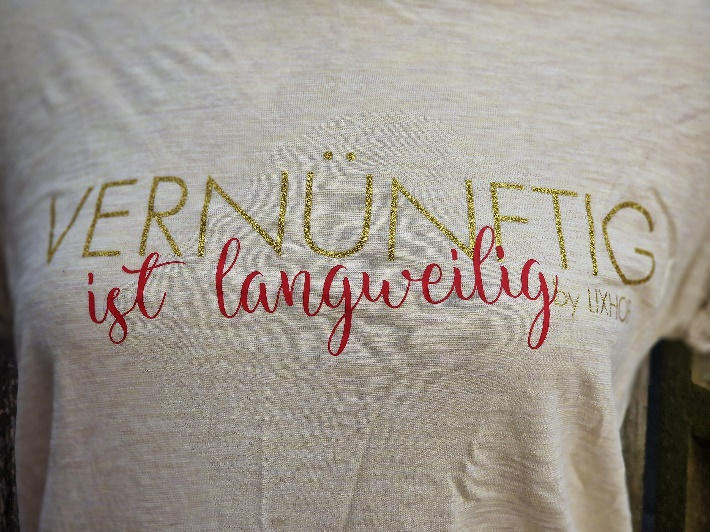 VERNÜNFTIG
ist langweilig
by LIXHOF